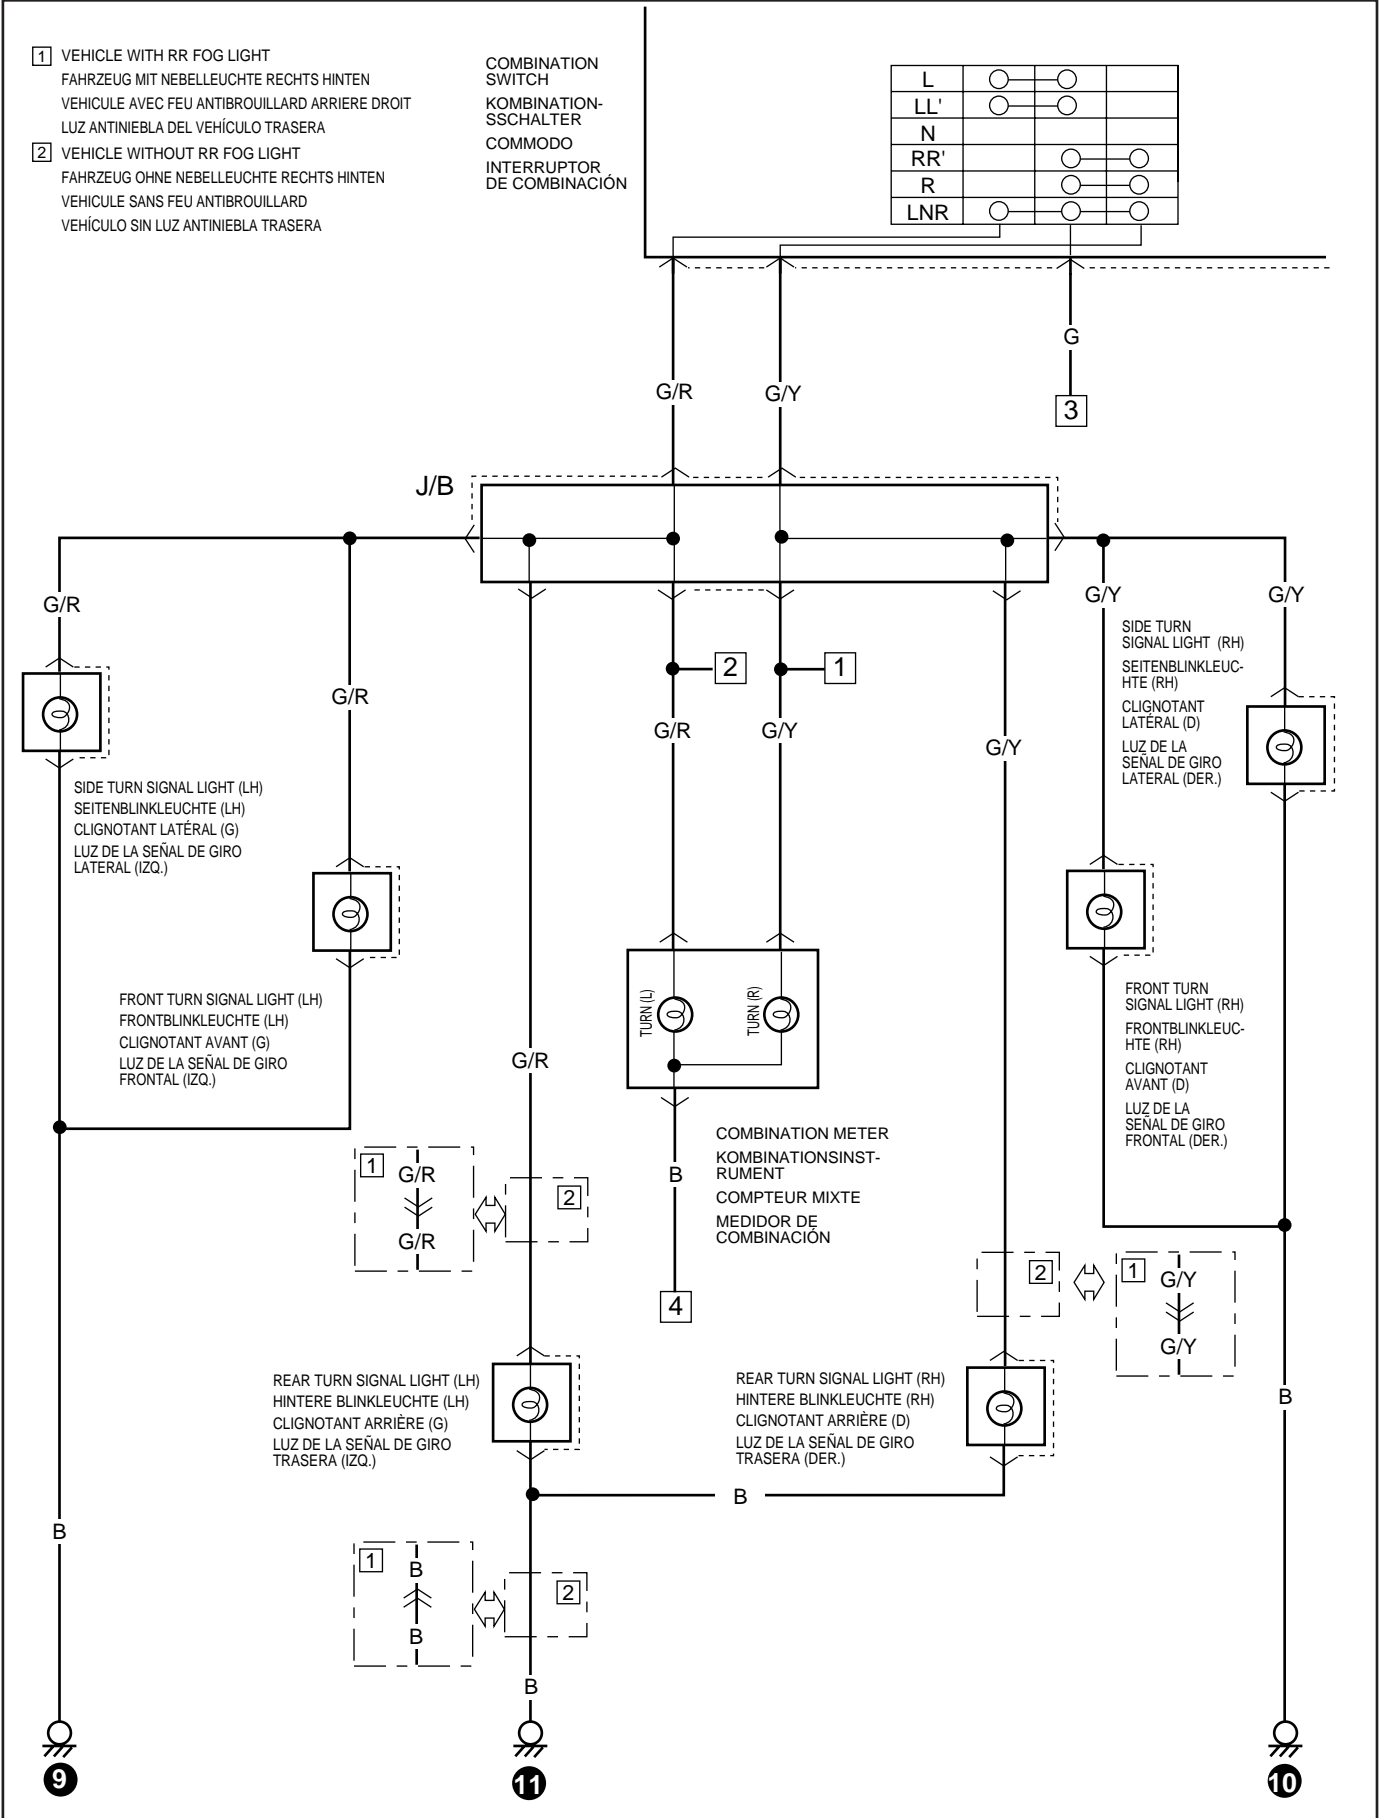 1 VEHICLE WITH RR FOG LIGHT
FAHRZEUG MIT NEBELLEUCHTE RECHTS HINTEN
VEHICULE AVEC FEU ANTIBROUILLARD ARRIERE DROIT
LUZ ANTINIEBLA DEL VEHÍCULO TRASERA
2 VEHICLE WITHOUT RR FOG LIGHT
FAHRZEUG OHNE NEBELLEUCHTE RECHTS HINTEN
VEHICULE SANS FEU ANTIBROUILLARD
VEHÍCULO SIN LUZ ANTINIEBLA TRASERA
COMBINATION
SWITCH
KOMBINATION-
SSCHALTER
COMMODO
INTERRUPTOR
DE COMBINACIÓN
L
LL'
N
RR'
R
LNR
G
G/R
G/Y
3
J/B
G/R
G/Y
G/Y
2
1
G/R
G/R
G/Y
G/Y
SIDE TURN
SIGNAL LIGHT (RH)
SEITENBLINKLEUC-
HTE (RH)
CLIGNOTANT
LATÉRAL (D)
LUZ DE LA
SEÑAL DE GIRO
LATERAL (DER.)
SIDE TURN SIGNAL LIGHT (LH)
SEITENBLINKLEUCHTE (LH)
CLIGNOTANT LATÉRAL (G)
LUZ DE LA SEÑAL DE GIRO
LATERAL (IZQ.)
FRONT TURN SIGNAL LIGHT (LH)
FRONTBLINKLEUCHTE (LH)
CLIGNOTANT AVANT (G)
LUZ DE LA SEÑAL DE GIRO
FRONTAL (IZQ.)
TURN (L)
TURN (R)
FRONT TURN
SIGNAL LIGHT (RH)
FRONTBLINKLEUC-
HTE (RH)
CLIGNOTANT
AVANT (D)
LUZ DE LA
SEÑAL DE GIRO
FRONTAL (DER.)
G/R
COMBINATION METER
KOMBINATIONSINST-
RUMENT
COMPTEUR MIXTE
MEDIDOR DE
COMBINACIÓN
B
4
1
G/R
G/R
2
2
1
G/Y
G/Y
REAR TURN SIGNAL LIGHT (LH)
HINTERE BLINKLEUCHTE (LH)
CLIGNOTANT ARRIÈRE (G)
LUZ DE LA SEÑAL DE GIRO
TRASERA (IZQ.)
REAR TURN SIGNAL LIGHT (RH)
HINTERE BLINKLEUCHTE (RH)
CLIGNOTANT ARRIÈRE (D)
LUZ DE LA SEÑAL DE GIRO
TRASERA (DER.)
B
B
B
1
B
B
2
B
9
11
10